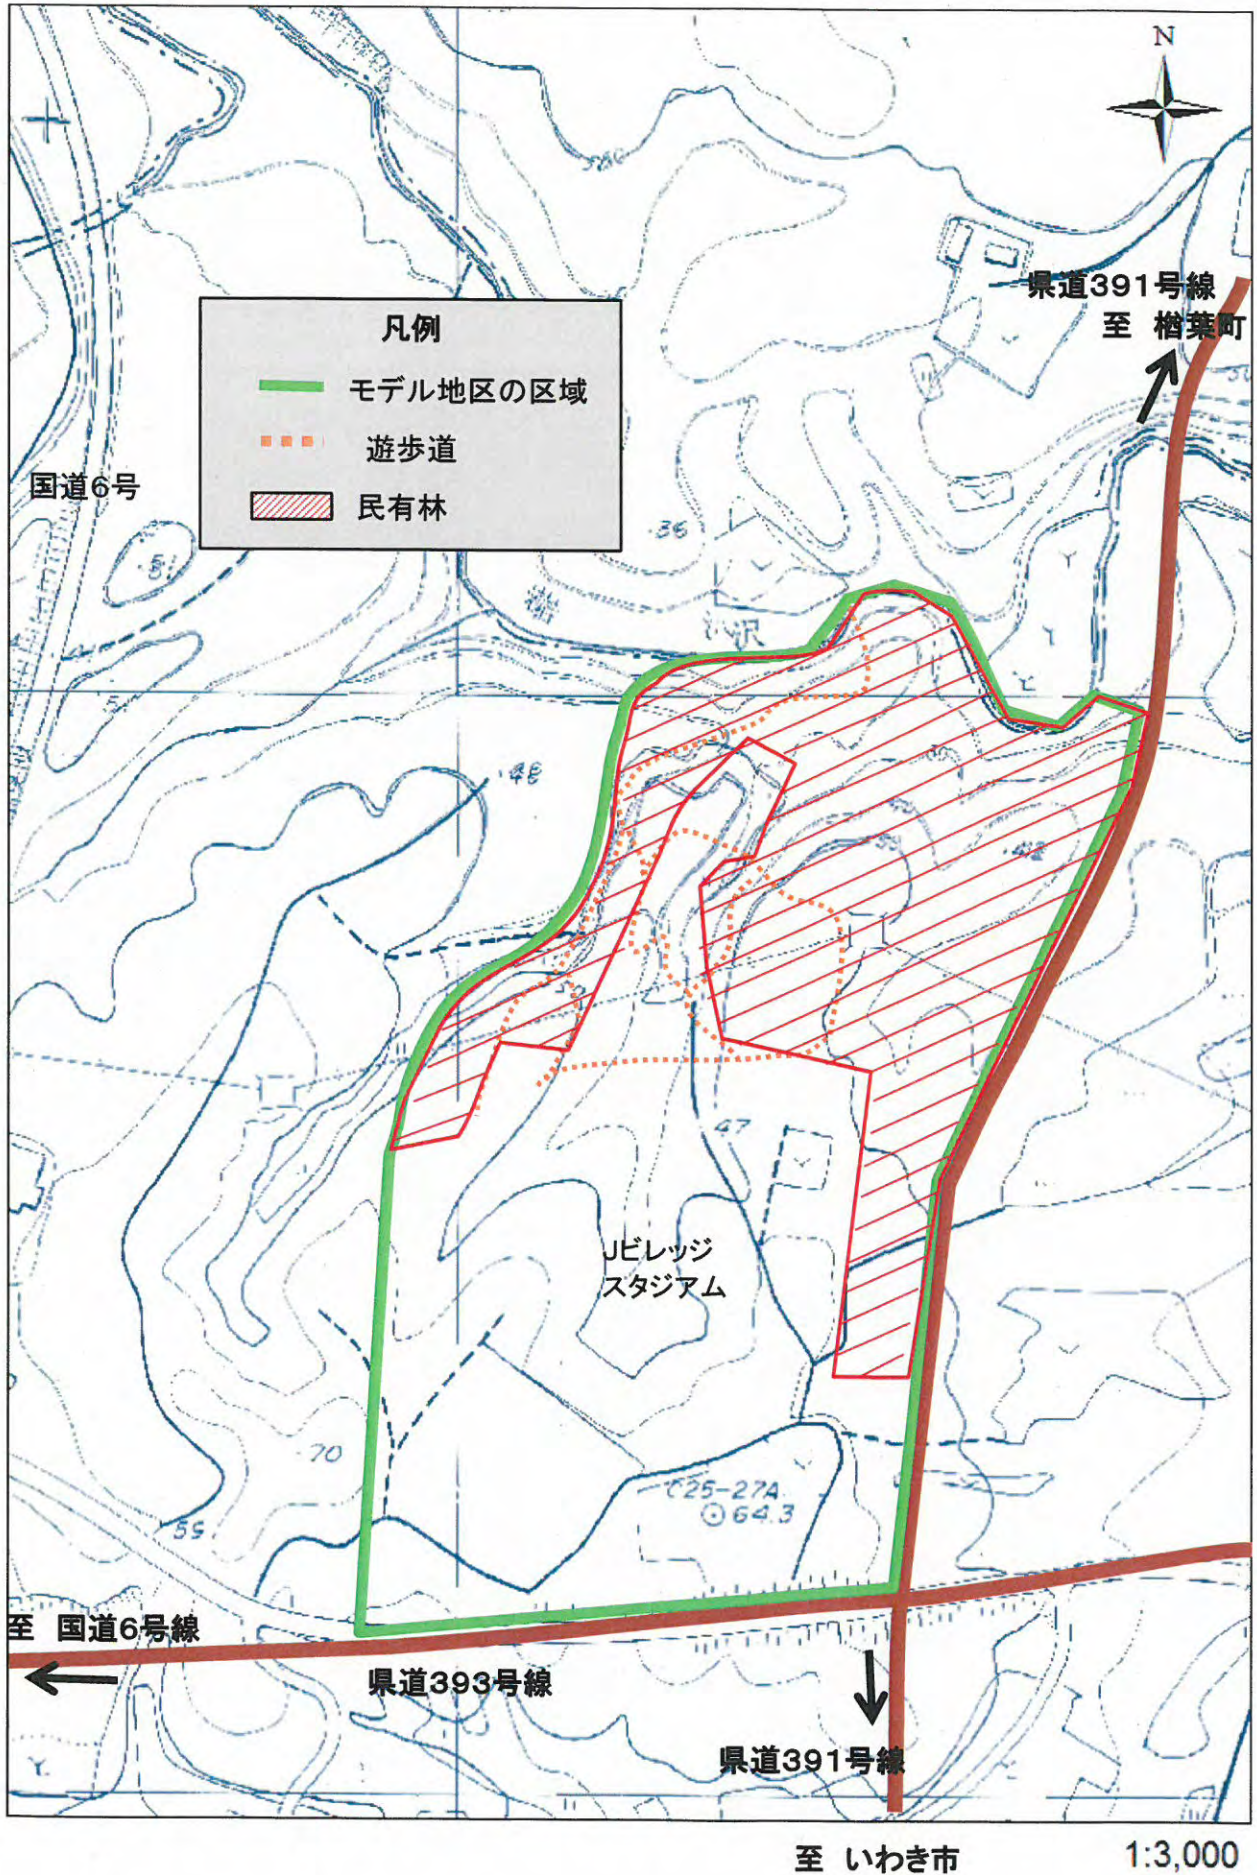 N
県道391号線
至 楢葉町
凡例
モデル地区の区域
遊歩道
民有林
国道6号
36
51
48
42
47
Jビレッジ
スタジアム
70
C25-27A
64.3
59
至 国道6号線
県道393号線
県道391号線
至 いわき市
1:3,000